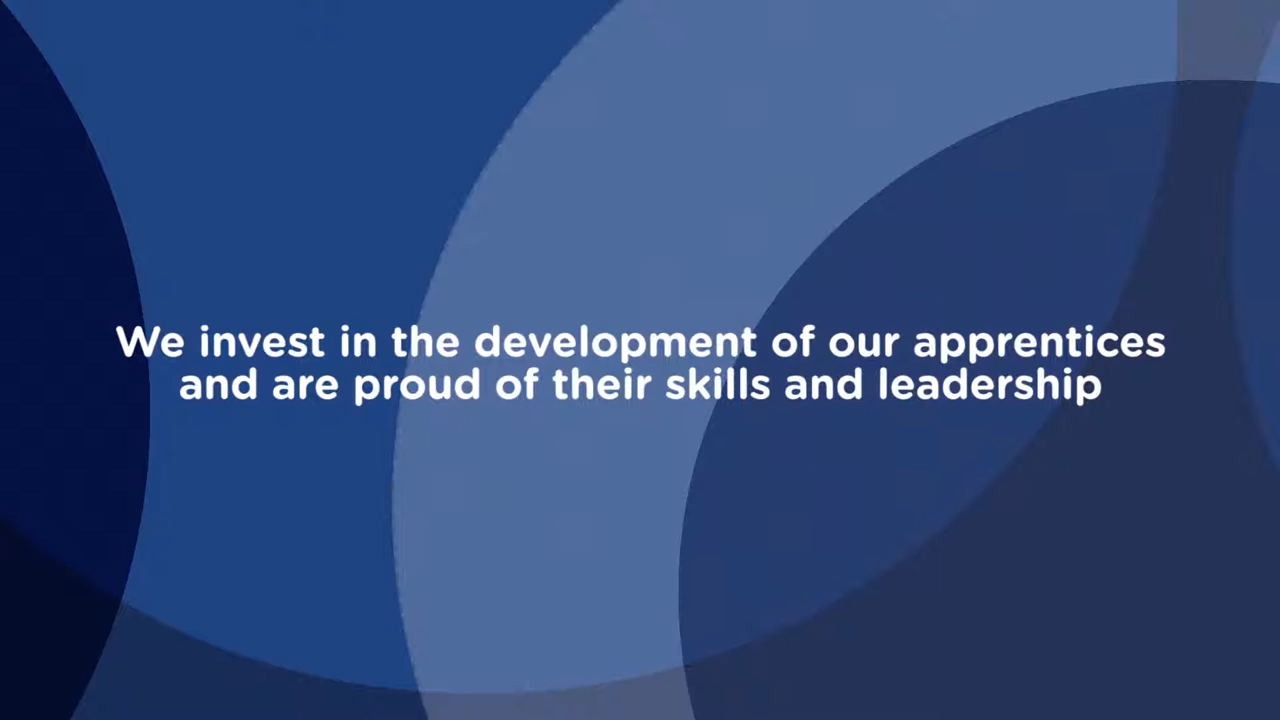 We invest in the development of our apprentices
and are proud of their skills and leadership